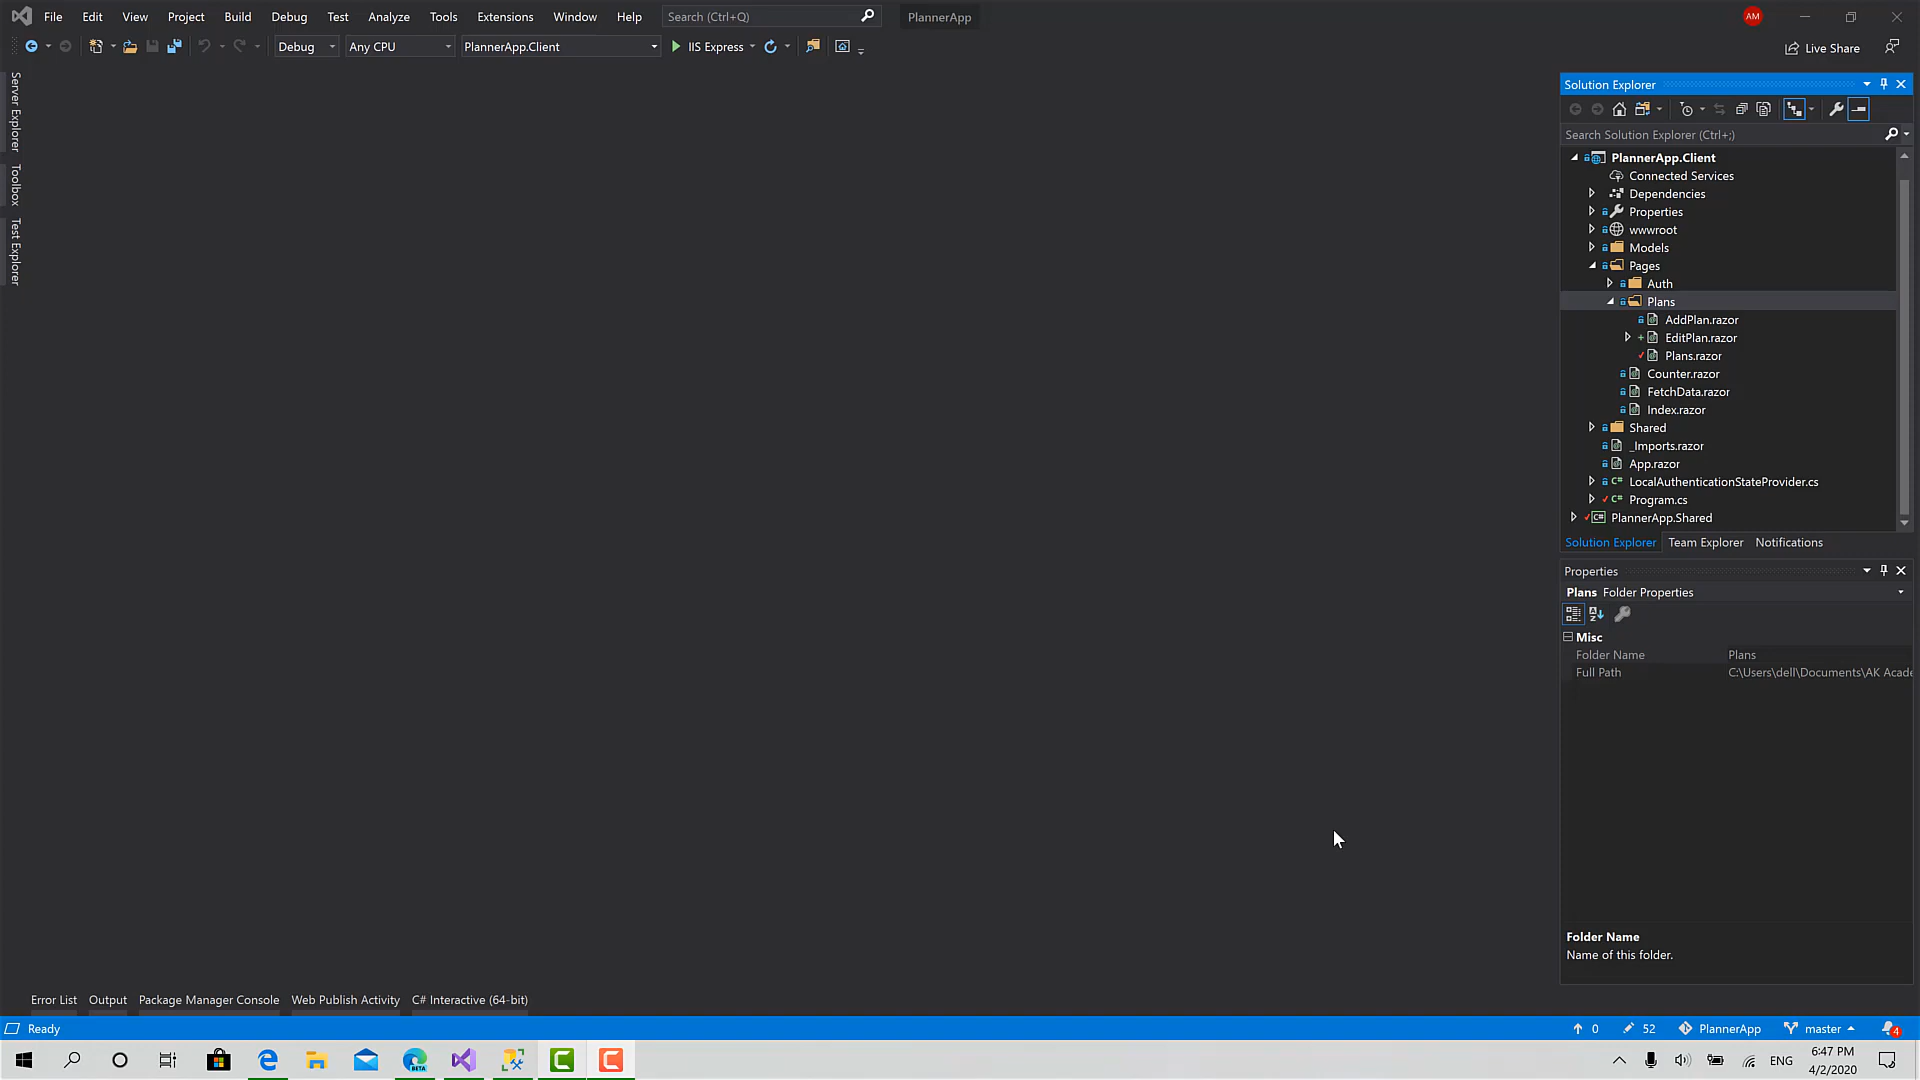 File Edit View Project Build Debug Test Analyze Tools Extensions Window Help Search (Ctrl+Q) PlannerApp AM
Debug Any CPU PlannerApp.Client IIS Express Live Share
Server Explorer
Toolbox
Test Explorer
Solution Explorer
Search Solution Explorer (Ctrl+;)
PlannerApp.Client
Connected Services
Dependencies
Properties
wwwroot
Models
Pages
Auth
Plans
AddPlan.razor
EditPlan.razor
Plans.razor
Counter.razor
FetchData.razor
Index.razor
Shared
_Imports.razor
App.razor
LocalAuthenticationStateProvider.cs
Program.cs
PlannerApp.Shared
Solution Explorer Team Explorer Notifications
Properties
Plans Folder Properties
Misc
Folder Name Plans
Full Path C:\Users\dell\Documents\AK Acade
Folder Name
Name of this folder.
Error List Output Package Manager Console Web Publish Activity C# Interactive (64-bit)
Ready 0 52 PlannerApp master 4
BETA ENG 6:47 PM
4/2/2020